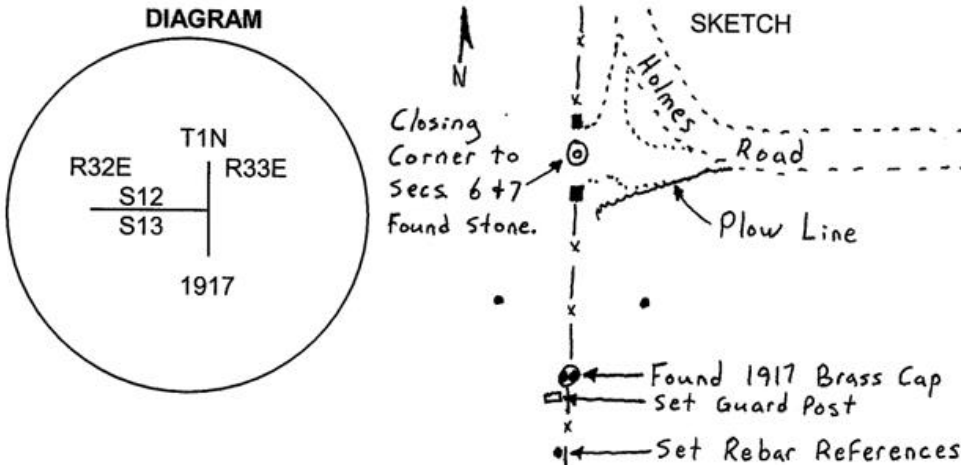 DIAGRAM
T1N
R32E
R33E
S12
S13
1917
SKETCH
N
Closing
Corner to
Secs. 6 & 7
Found Stone.
Holmes
Road
Plow Line
Found 1917 Brass Cap
Set Guard Post
Set Rebar References